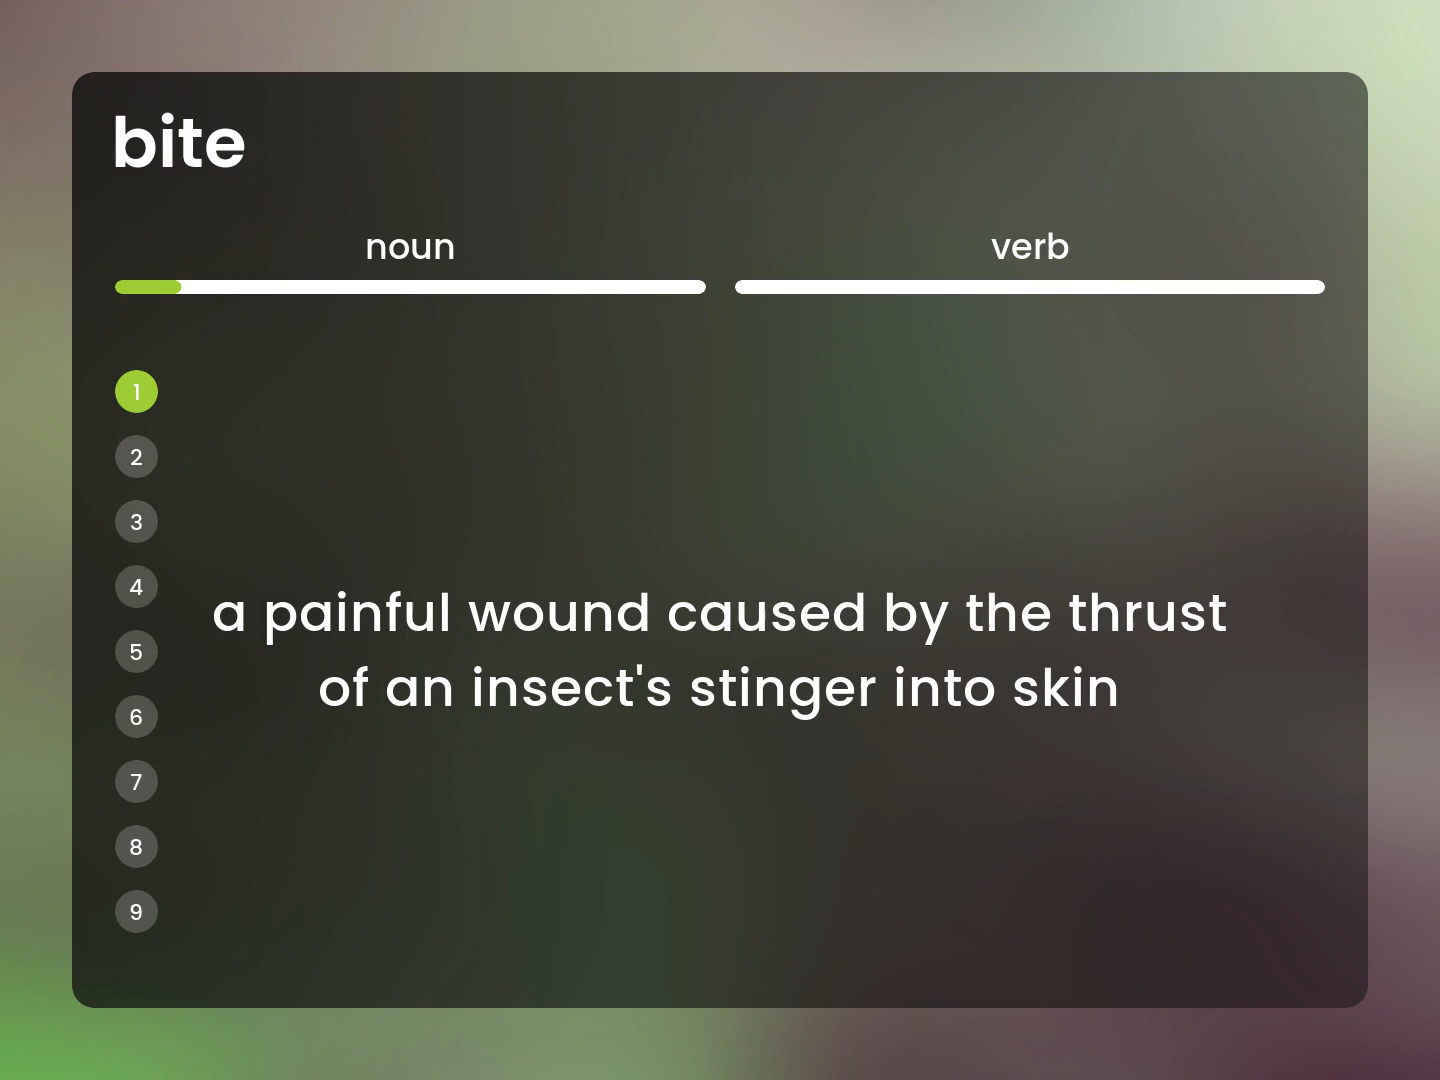 bite
noun
verb
1
2
3
4
5
6
7
8
9
a painful wound caused by the thrust
of an insect's stinger into skin